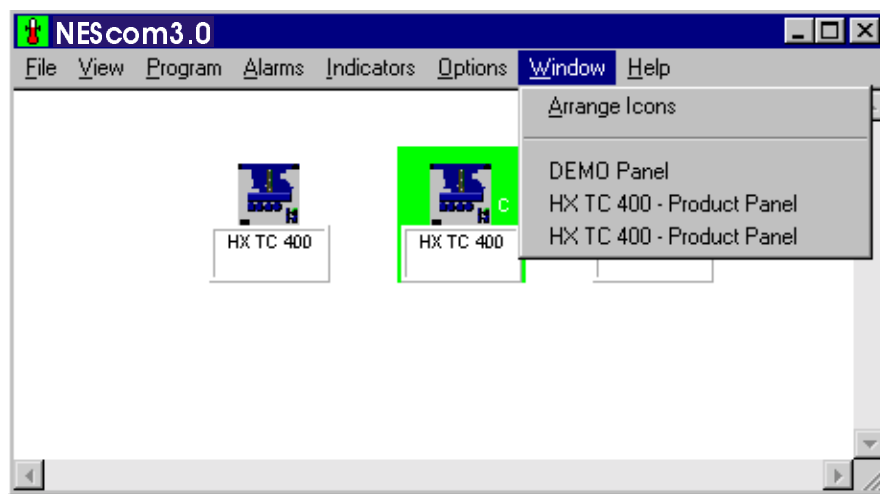 NEScom3.0
File View Program Alarms Indicators Options Window Help
Arrange Icons
DEMO Panel
HX TC 400 - Product Panel
HX TC 400 - Product Panel
C
HX TC 400 HX TC 400